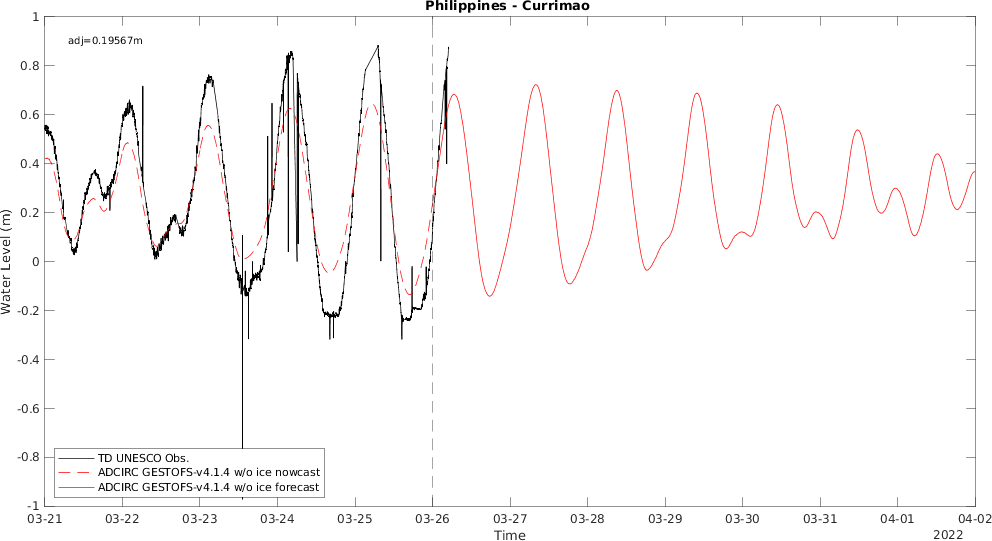 Philippines - Currimao
adj=0.19567m
Water Level (m)
1
0.8
0.6
0.4
0.2
0
-0.2
-0.4
-0.6
-0.8
-1
TD UNESCO Obs.
ADCIRC GESTOFS-v4.1.4 w/o ice nowcast
ADCIRC GESTOFS-v4.1.4 w/o ice forecast
03-21 03-22 03-23 03-24 03-25 03-26 03-27 03-28 03-29 03-30 03-31 04-01 04-02
Time
2022